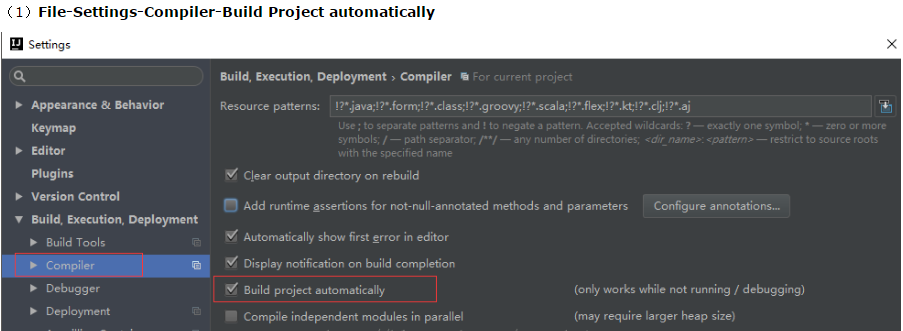 （1）File-Settings-Compiler-Build Project automatically
Settings
Build, Execution, Deployment › Compiler For current project
Appearance & Behavior
Resource patterns: !?*.java;!?*.form;!?*.class;!?*.groovy;!?*.scala;!?*.flex;!?*.kt;!?*.clj;!?*.aj
Keymap
Use ; to separate patterns and ! to negate a pattern. Accepted wildcards: ? — exactly one symbol; * — zero or more
symbols; / — path separator; /**/ — any number of directories; <dir_name>:<pattern> — restrict to source roots
with the specified name
Editor
Plugins
Clear output directory on rebuild
Version Control
Add runtime assertions for not-null-annotated methods and parameters Configure annotations...
Build, Execution, Deployment
Automatically show first error in editor
Build Tools
Compiler
Display notification on build completion
Debugger
Build project automatically (only works while not running / debugging)
Deployment
Compile independent modules in parallel (may require larger heap size)